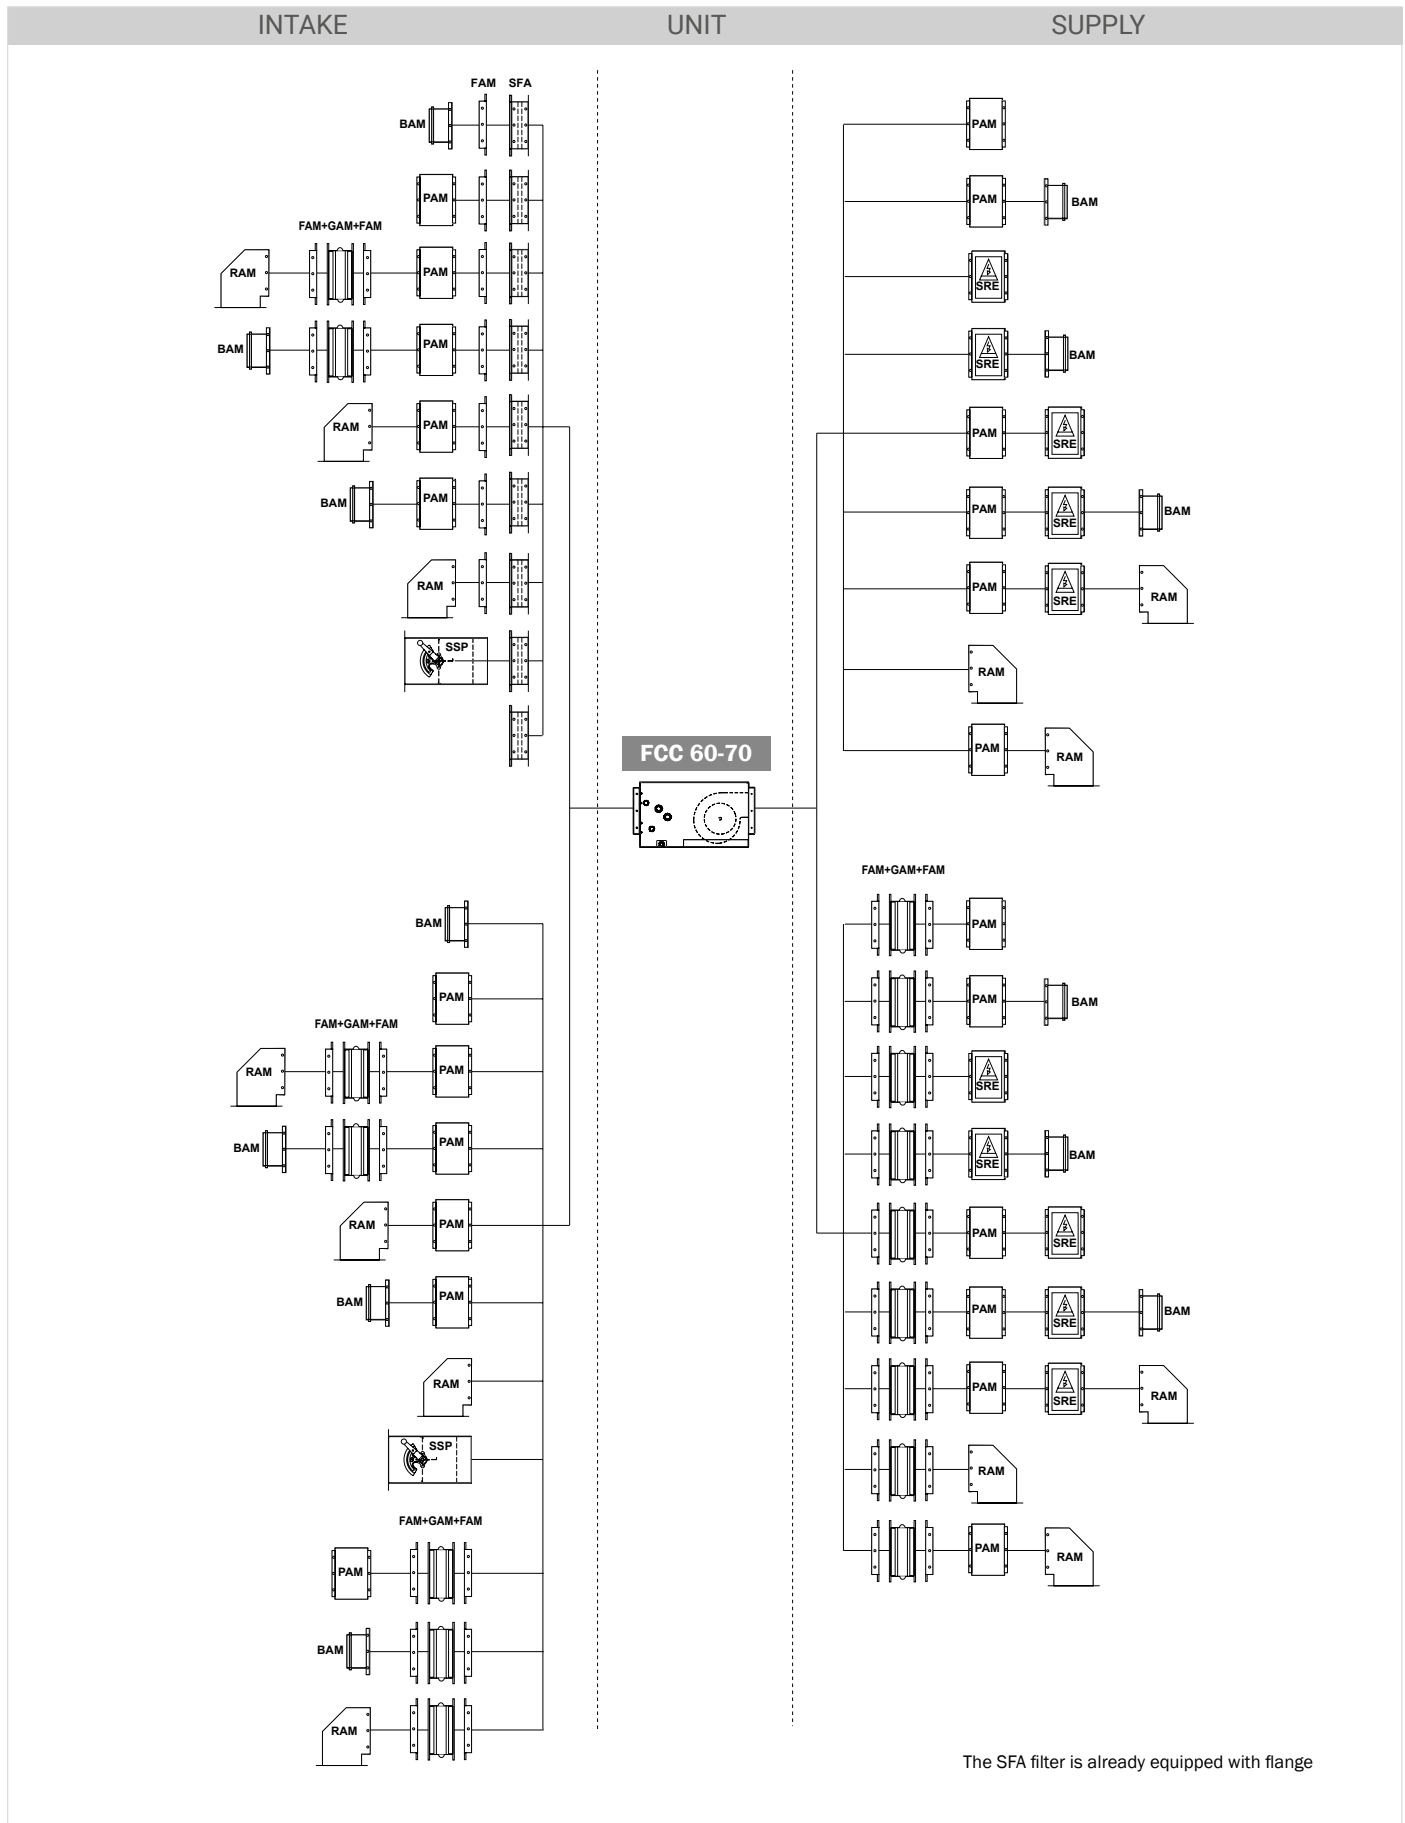 INTAKE UNIT SUPPLY
FAM SFA
BAM
PAM
FAM+GAM+FAM
RAM PAM
BAM PAM
RAM PAM
BAM PAM
RAM
SSP
BAM
PAM
FAM+GAM+FAM
RAM PAM
BAM PAM
RAM PAM
BAM PAM
RAM
SSP
FAM+GAM+FAM
PAM
BAM
RAM
FCC 60-70
PAM
PAM BAM
SRE
SRE BAM
PAM SRE
PAM SRE BAM
PAM SRE RAM
RAM
PAM RAM
FAM+GAM+FAM
PAM
PAM BAM
SRE
SRE BAM
PAM SRE
PAM SRE BAM
PAM SRE RAM
RAM
PAM RAM
The SFA filter is already equipped with flange